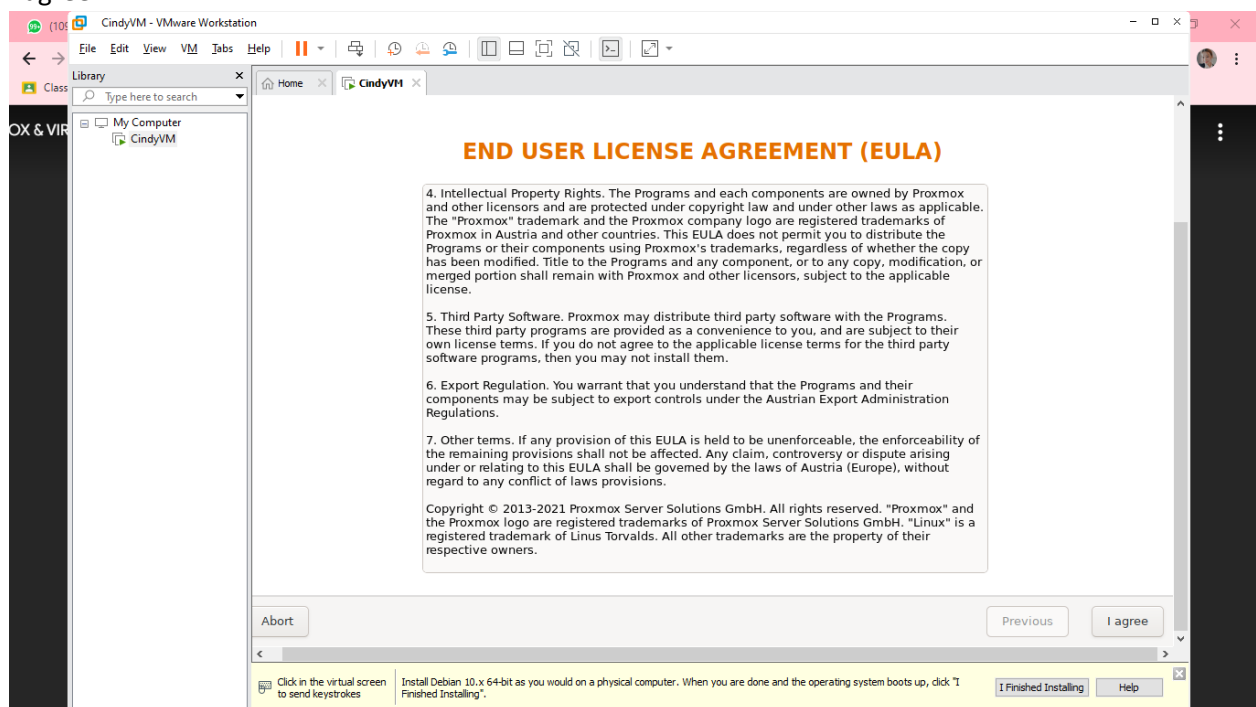 agree
(109
CindyVM - VMware Workstation
File Edit View VM Tabs Help
Class
Library
Type here to search
My Computer
CindyVM
Home
CindyVM
OX & VIR
END USER LICENSE AGREEMENT (EULA)
4. Intellectual Property Rights. The Programs and each components are owned by Proxmox
and other licensors and are protected under copyright law and under other laws as applicable.
The "Proxmox" trademark and the Proxmox company logo are registered trademarks of
Proxmox in Austria and other countries. This EULA does not permit you to distribute the
Programs or their components using Proxmox's trademarks, regardless of whether the copy
has been modified. Title to the Programs and any component, or to any copy, modification, or
merged portion shall remain with Proxmox and other licensors, subject to the applicable
license.
5. Third Party Software. Proxmox may distribute third party software with the Programs.
These third party programs are provided as a convenience to you, and are subject to their
own license terms. If you do not agree to the applicable license terms for the third party
software programs, then you may not install them.
6. Export Regulation. You warrant that you understand that the Programs and their
components may be subject to export controls under the Austrian Export Administration
Regulations.
7. Other terms. If any provision of this EULA is held to be unenforceable, the enforceability of
the remaining provisions shall not be affected. Any claim, controversy or dispute arising
under or relating to this EULA shall be governed by the laws of Austria (Europe), without
regard to any conflict of laws provisions.
Copyright © 2013-2021 Proxmox Server Solutions GmbH. All rights reserved. "Proxmox" and
the Proxmox logo are registered trademarks of Proxmox Server Solutions GmbH. "Linux" is a
registered trademark of Linus Torvalds. All other trademarks are the property of their
respective owners.
Abort
Previous
I agree
Click in the virtual screen
to send keystrokes
Install Debian 10.x 64-bit as you would on a physical computer. When you are done and the operating system boots up, click "I
Finished Installing".
I Finished Installing
Help